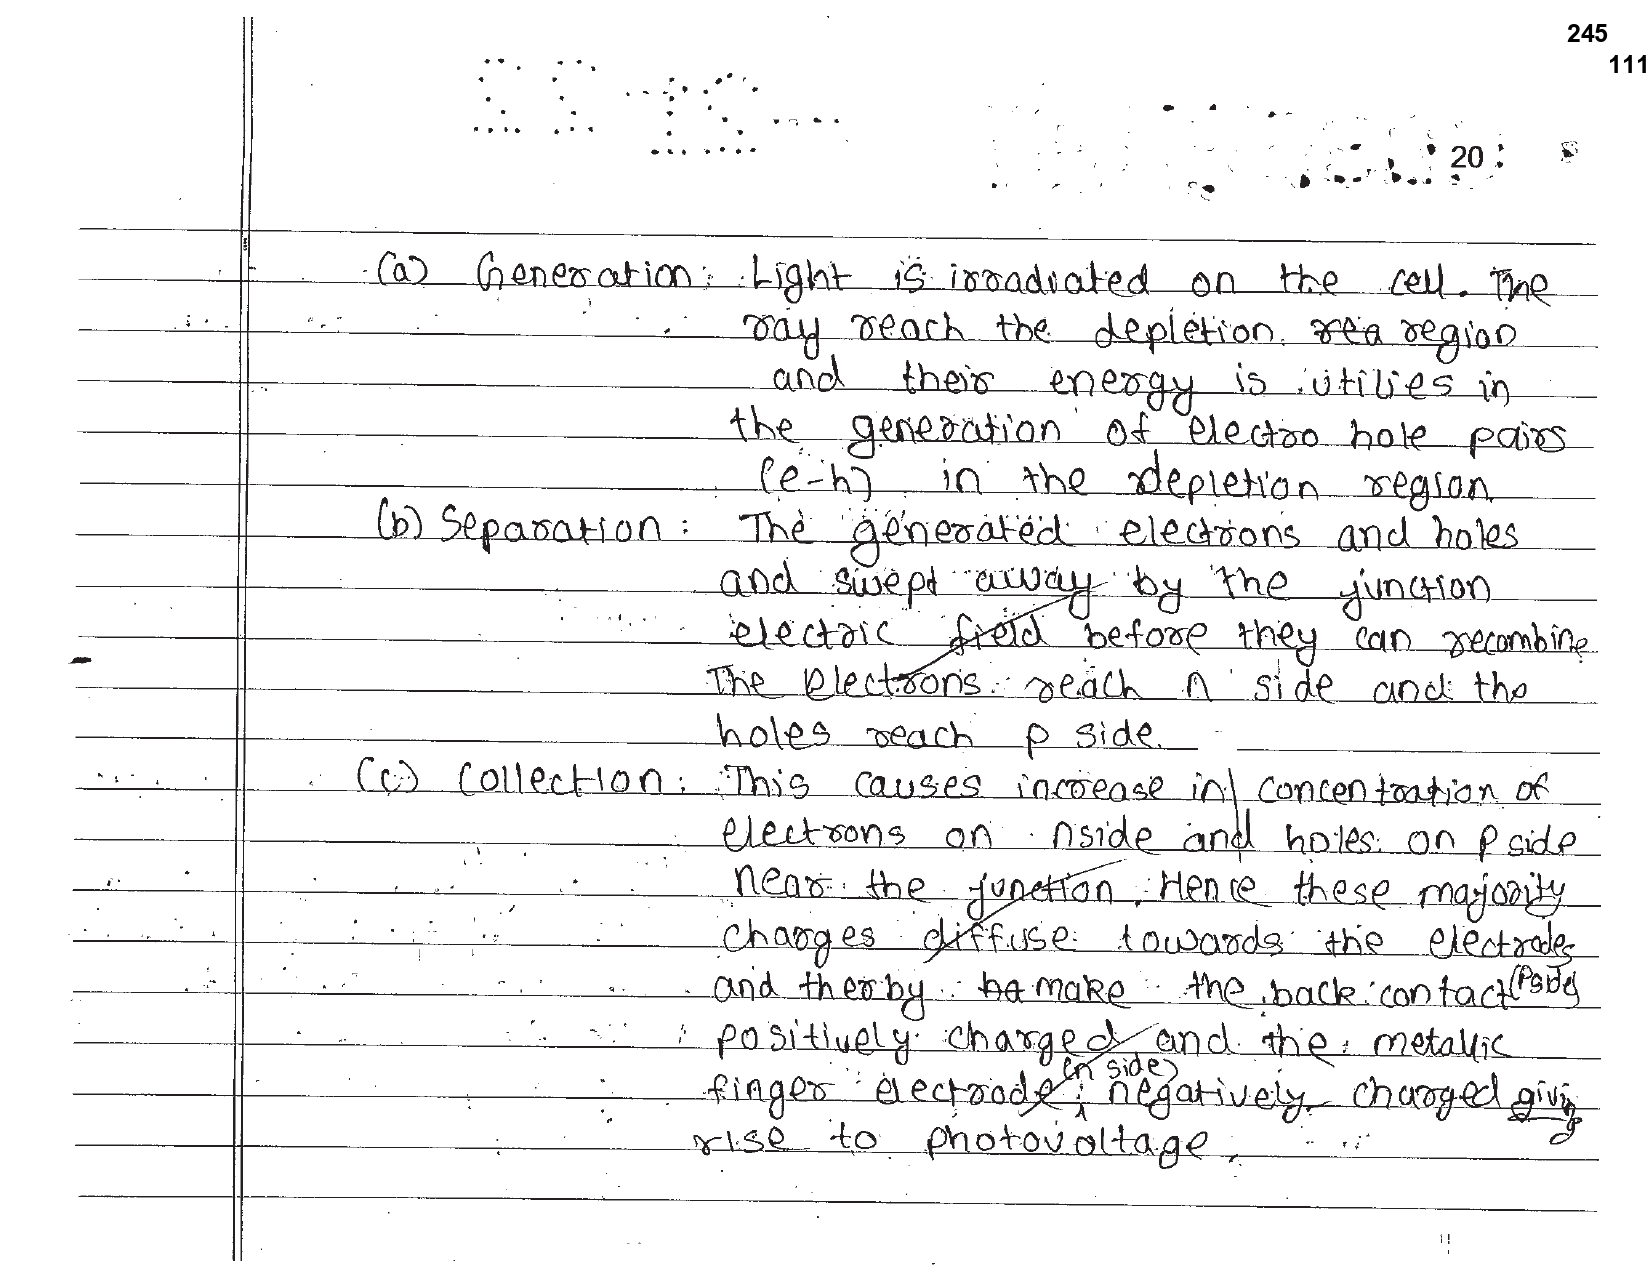 245
111
20
(a) Generation: Light is irradiated on the cell. The
ray reach the depletion rea region
and their energy is utilies in
the generation of electro hole pairs
(e-h) in the depletion region
(b) Separation: The generated electrons and holes
and swept away by the junction
electric field before they can recombine
The electrons reach n side and the
holes reach p side.
(c) Collection: This causes increase in concentration of
electrons on nside and holes on P side
near the junction. Hence these majority
charges diffuse towards the electrodes
and therby be make the back contact (Pside)
positively charged and the metallic
(n side)
finger electrode negatively charged giving
rise to photovoltage.